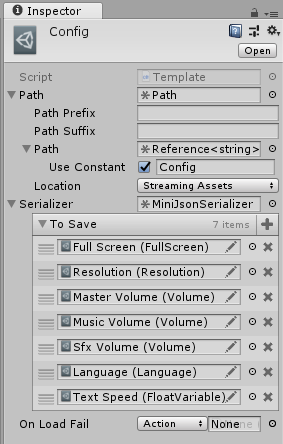 Inspector
Config
Open
Script Template
Path Path
Path Prefix
Path Suffix
Path Reference<string>
Use Constant Config
Location Streaming Assets
Serializer MiniJsonSerializer
To Save 7 items
Full Screen (FullScreen)
Resolution (Resolution)
Master Volume (Volume)
Music Volume (Volume)
Sfx Volume (Volume)
Language (Language)
Text Speed (FloatVariable)
On Load Fail Action None